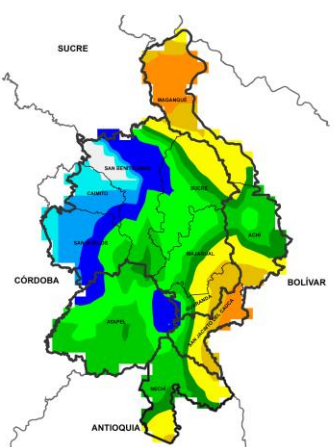 SUCRE
MAGANGUE
SAN BENITO ABAD
CAIMITO
SUCRE
SAN MARCOS
ACHI
MAJAGUAL
CÓRDOBA
BOLÍVAR
GUARANDA
SAN JACINTO DEL CAUCA
AYAPEL
NECHI
ANTIOQUIA